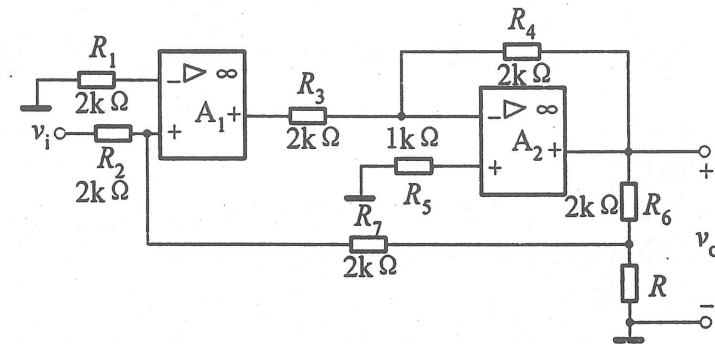 R₁
2kΩ
− ▷ ∞
A₁ +
+
vᵢ
R₂
2kΩ
R₃
2kΩ
R₄
2kΩ
1kΩ
R₅
− ▷ ∞
A₂ +
+
R₇
2kΩ
2kΩ
R₆
R
+
vₒ
−